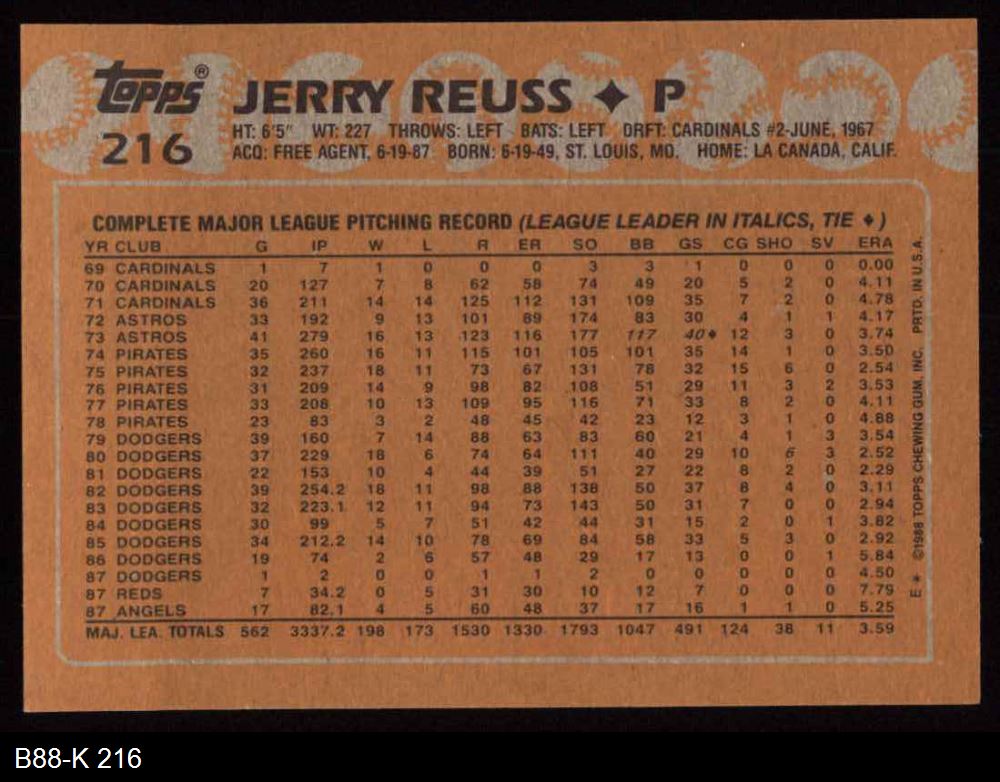 topps® JERRY REUSS ♦ P
216
HT: 6'5" WT: 227 THROWS: LEFT BATS: LEFT DRFT: CARDINALS #2-JUNE, 1967
ACQ: FREE AGENT, 6-19-87 BORN: 6-19-49, ST. LOUIS, MO. HOME: LA CANADA, CALIF.
COMPLETE MAJOR LEAGUE PITCHING RECORD (LEAGUE LEADER IN ITALICS, TIE ♦)
YR CLUB G IP W L R ER SO BB GS CG SHO SV ERA
69 CARDINALS 1 7 1 0 0 0 3 3 1 0 0 0 0.00
70 CARDINALS 20 127 7 8 62 58 74 49 20 5 2 0 4.11
71 CARDINALS 36 211 14 14 125 112 131 109 35 7 2 0 4.78
72 ASTROS 33 192 9 13 101 89 174 83 30 4 1 1 4.17
73 ASTROS 41 279 16 13 123 116 177 117 40♦ 12 3 0 3.74
74 PIRATES 35 260 16 11 115 101 105 101 35 14 1 0 3.50
75 PIRATES 32 237 18 11 73 67 131 78 32 15 6 0 2.54
76 PIRATES 31 209 14 9 98 82 108 51 29 11 3 2 3.53
77 PIRATES 33 208 10 13 109 95 116 71 33 8 2 0 4.11
78 PIRATES 23 83 3 2 48 45 42 23 12 3 1 0 4.88
79 DODGERS 39 160 7 14 88 63 83 60 21 4 1 3 3.54
80 DODGERS 37 229 18 6 74 64 111 40 29 10 6 3 2.52
81 DODGERS 22 153 10 4 44 39 51 27 22 8 2 0 2.29
82 DODGERS 39 254.2 18 11 98 88 138 50 37 8 4 0 3.11
83 DODGERS 32 223.1 12 11 94 73 143 50 31 7 0 0 2.94
84 DODGERS 30 99 5 7 51 42 44 31 15 2 0 1 3.82
85 DODGERS 34 212.2 14 10 78 69 84 58 33 5 3 0 2.92
86 DODGERS 19 74 2 6 57 48 29 17 13 0 0 1 5.84
87 DODGERS 1 2 0 0 1 1 2 0 0 0 0 0 4.50
87 REDS 7 34.2 0 5 31 30 10 12 7 0 0 0 7.79
87 ANGELS 17 82.1 4 5 60 48 37 17 16 1 1 0 5.25
MAJ. LEA. TOTALS 562 3337.2 198 173 1530 1330 1793 1047 491 124 38 11 3.59
E * ©1988 TOPPS CHEWING GUM, INC. PRTD. IN U.S.A.
B88-K 216